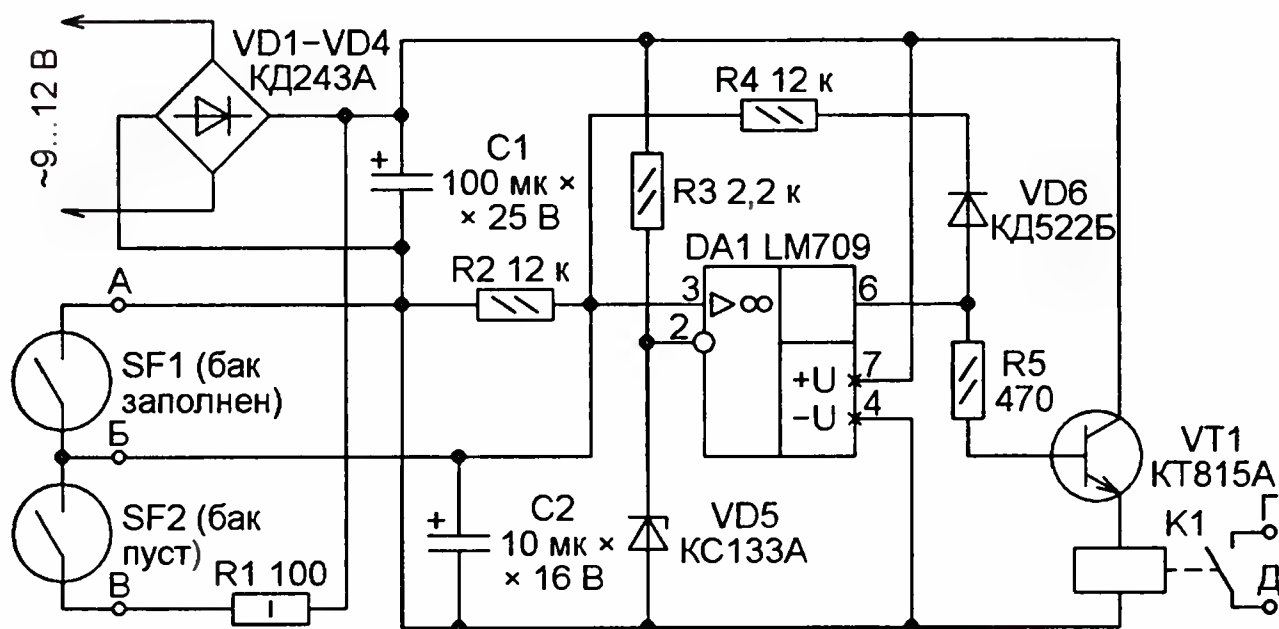 ~9...12 В
VD1–VD4
КД243А
C1
+
100 мк ×
× 25 В
R4 12 к
R3 2,2 к
VD6
КД522Б
DA1 LM709
R2 12 к
3
▷∞
6
2
+U
7
−U
4
R5
470
А
SF1 (бак
заполнен)
Б
SF2 (бак
пуст)
В
R1 100
+
C2
10 мк ×
× 16 В
VD5
КС133А
VT1
КТ815А
K1
Г
Д